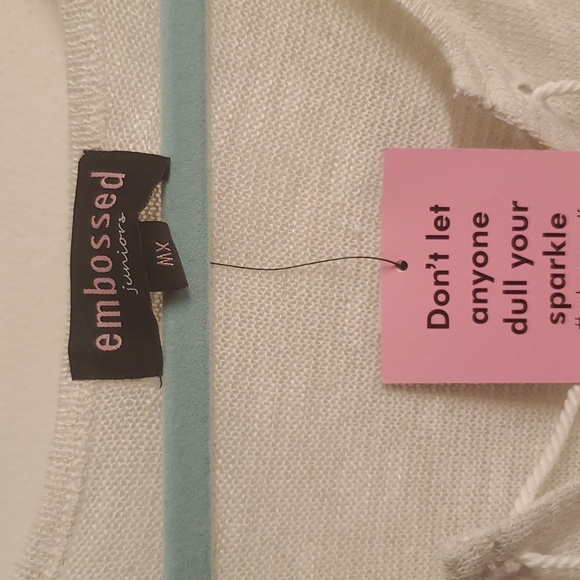 embossed
juniors
Don't let
anyone
dull your
sparkle